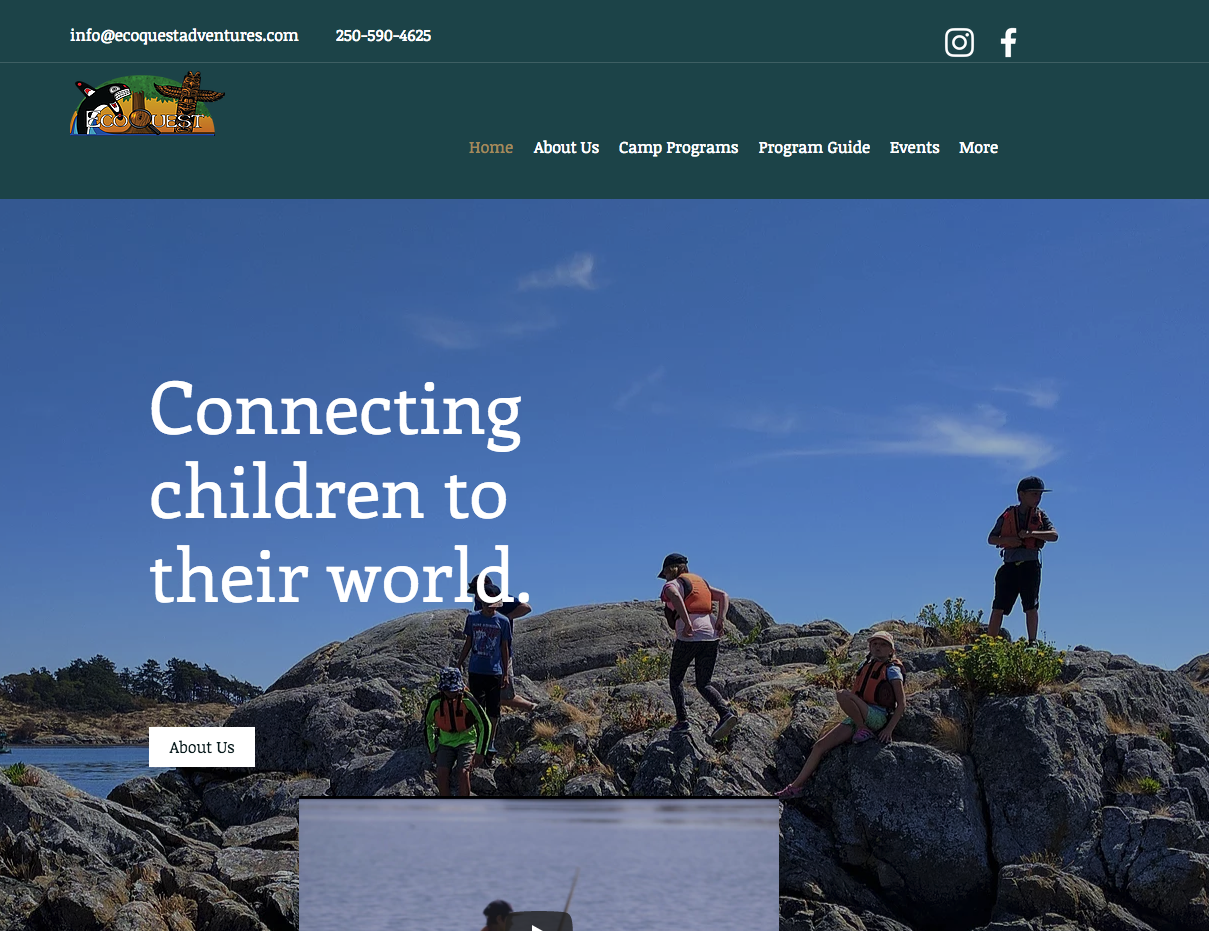 info@ecoquestadventures.com 250-590-4625
ECOQUEST
Home About Us Camp Programs Program Guide Events More
Connecting
children to
their world.
About Us